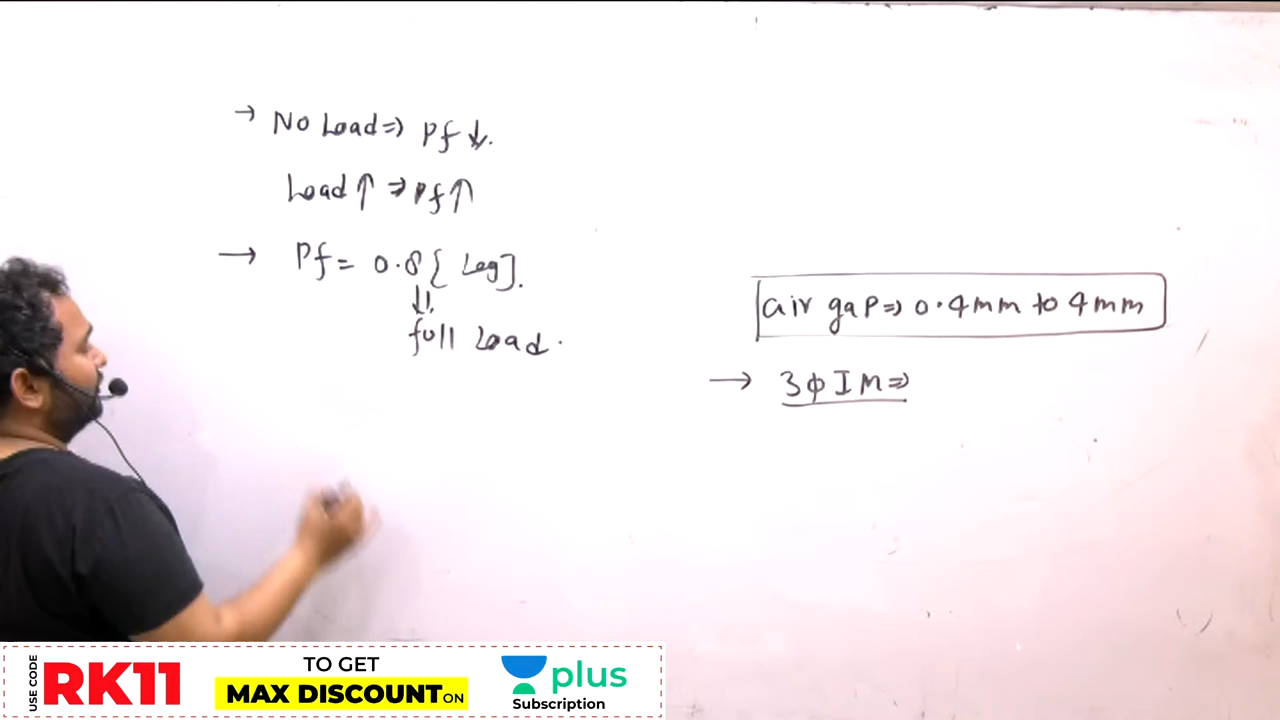 → No Load ⇒ Pf ↓.
Load ↑ ⇒ Pf ↑
→ Pf = 0.8 { Lag].
⇓
full Load.
air gap ⇒ 0.4mm to 4mm
→ 3ϕ I M ⇒
USE CODE
RK11
TO GET
MAX DISCOUNT ON
plus
Subscription